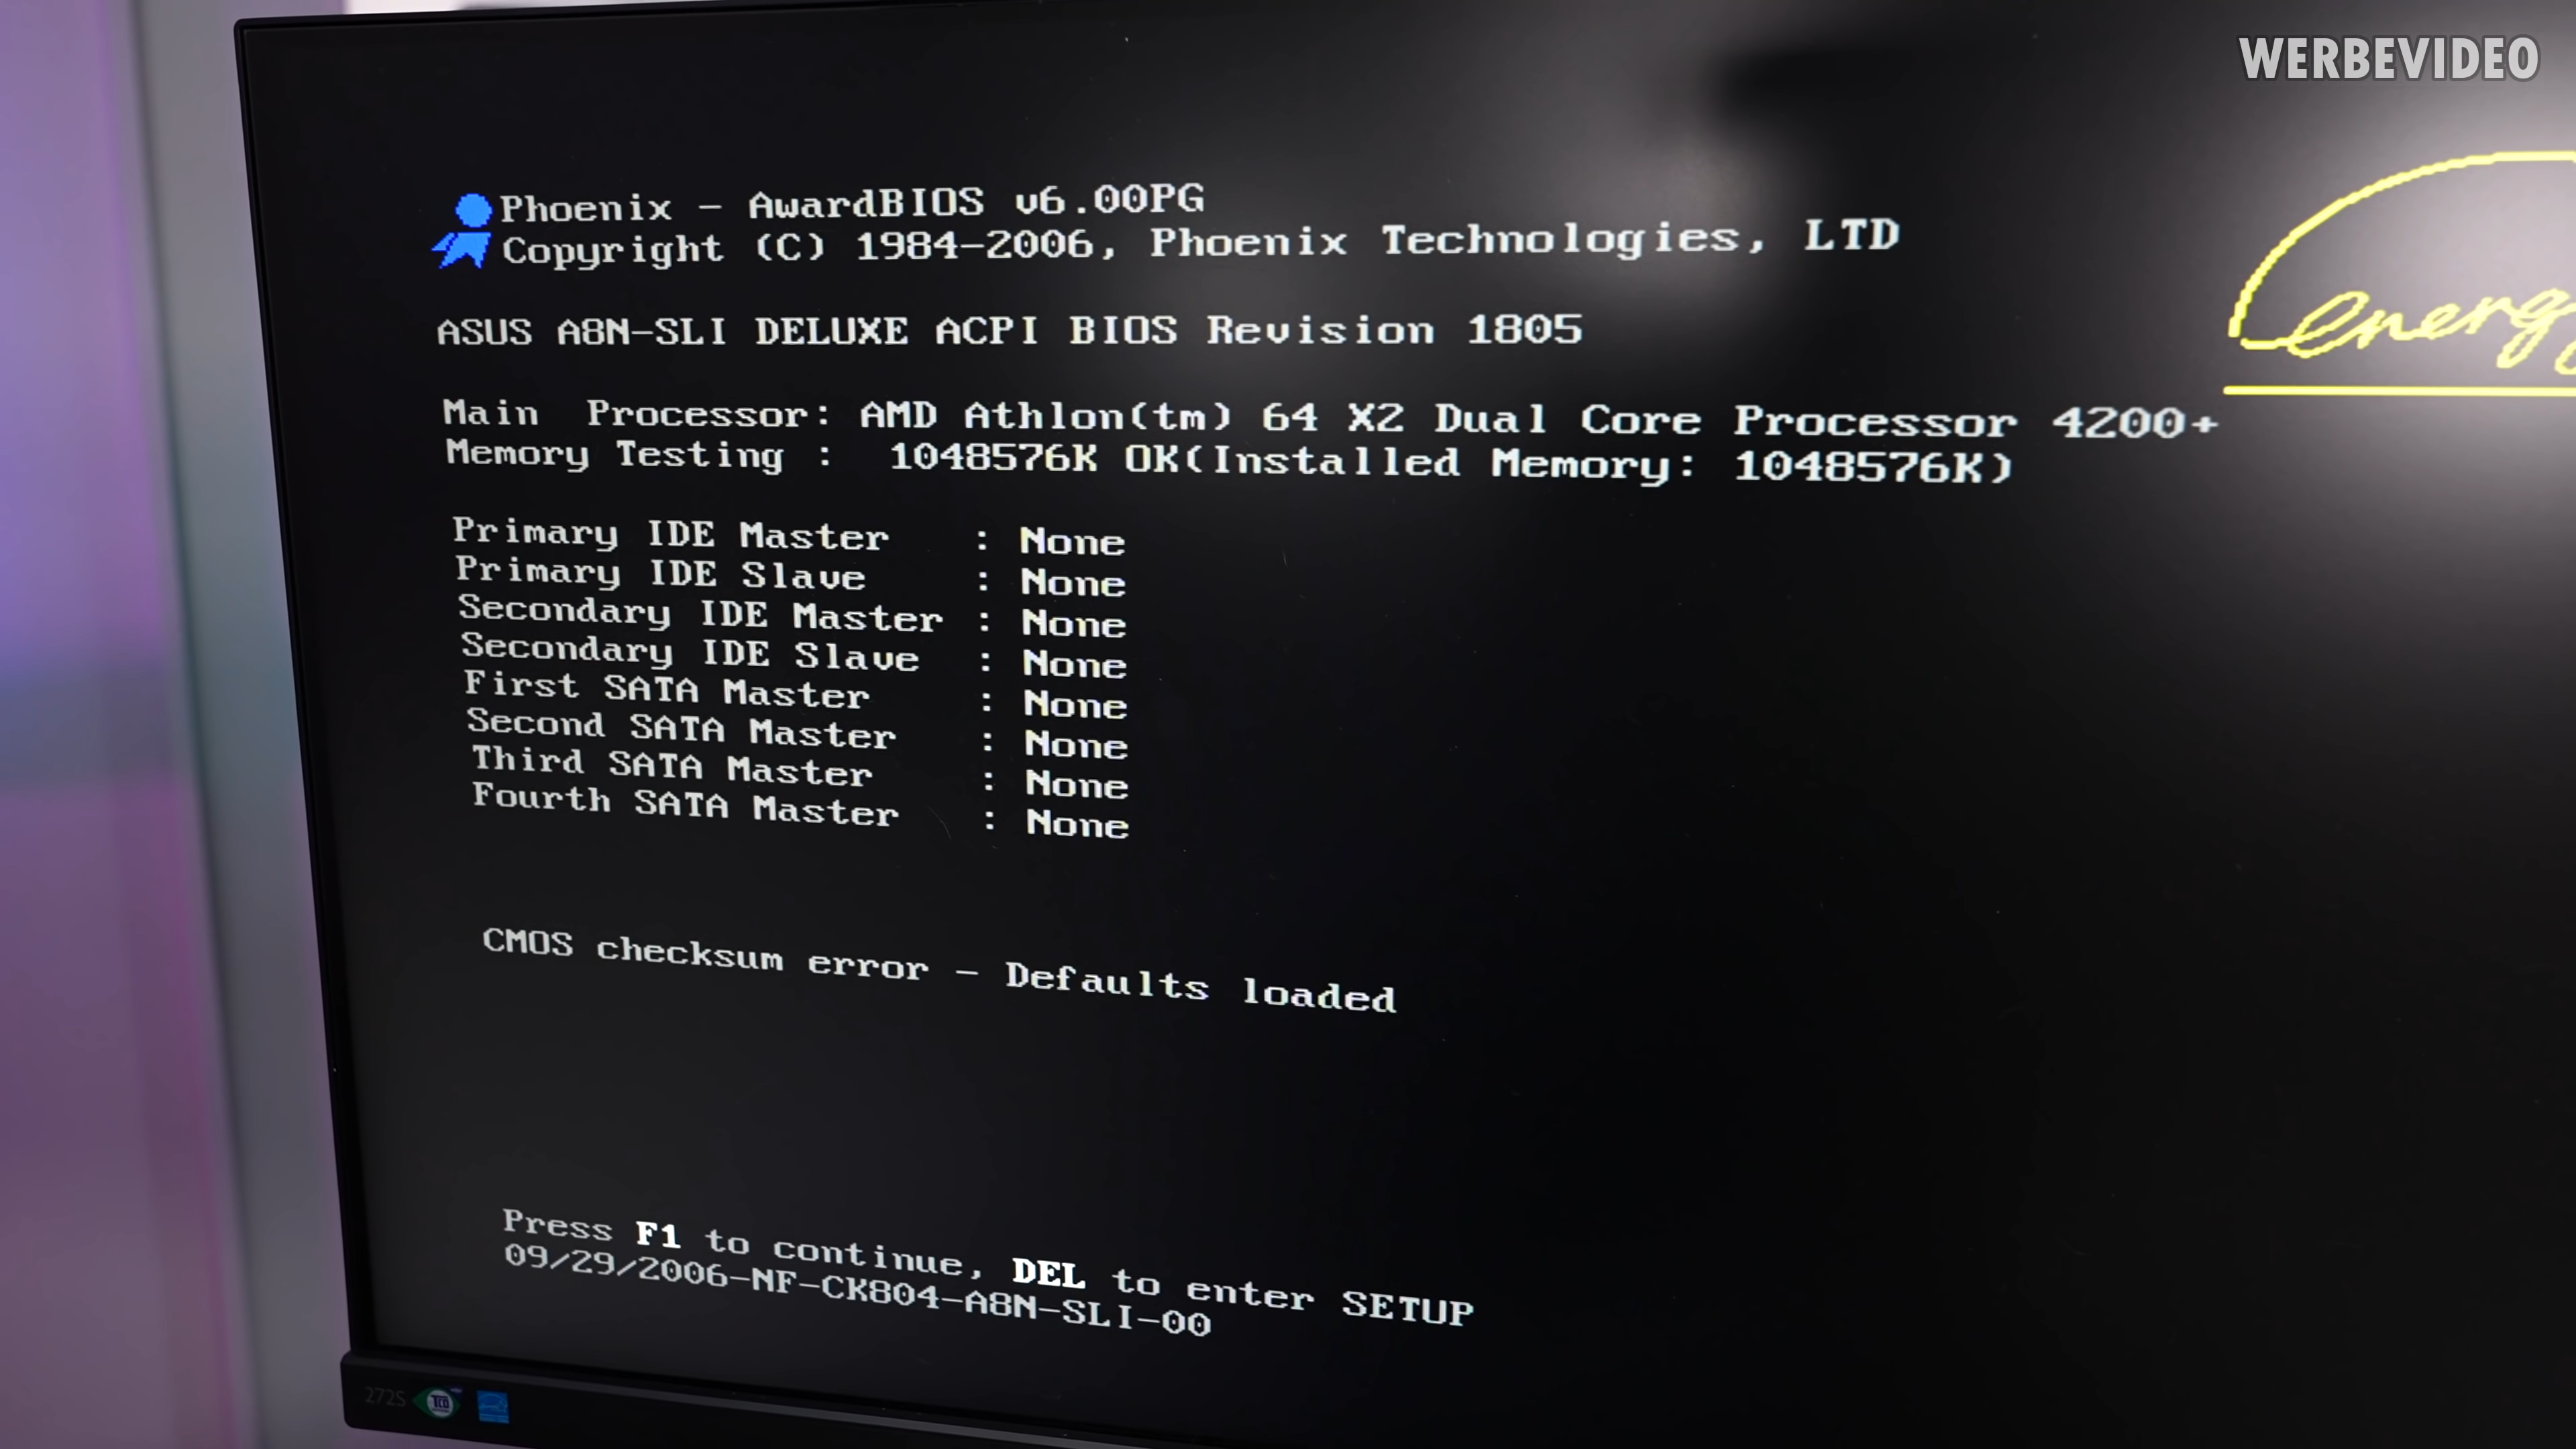 WERBEVIDEO
Phoenix - AwardBIOS v6.00PG
Copyright (C) 1984-2006, Phoenix Technologies, LTD
energy
ASUS A8N-SLI DELUXE ACPI BIOS Revision 1805
Main Processor: AMD Athlon(tm) 64 X2 Dual Core Processor 4200+
Memory Testing : 1048576K OK(Installed Memory: 1048576K)
Primary IDE Master : None
Primary IDE Slave : None
Secondary IDE Master : None
Secondary IDE Slave : None
First SATA Master : None
Second SATA Master : None
Third SATA Master : None
Fourth SATA Master : None
CMOS checksum error - Defaults loaded
Press F1 to continue, DEL to enter SETUP
09/29/2006-NF-CK804-A8N-SLI-00
272S
TCO